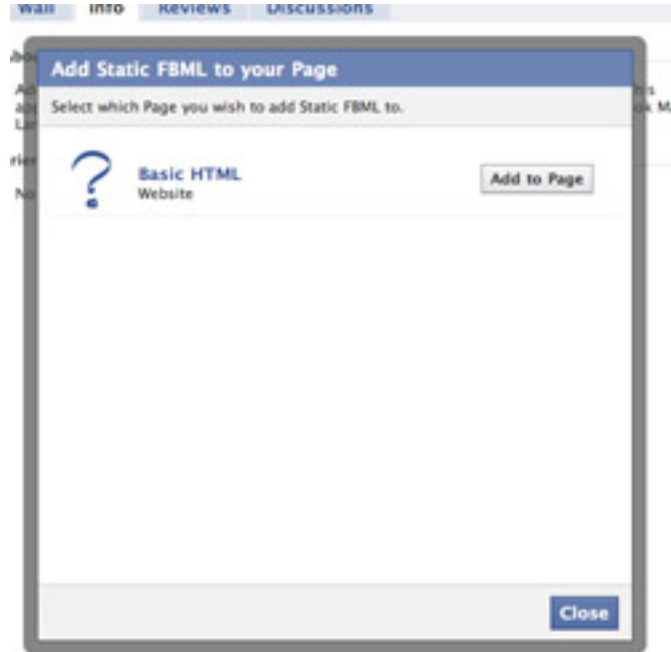 Wall Info Reviews Discussions
Add Static FBML to your Page
Select which Page you wish to add Static FBML to.
Basic HTML
Add to Page
Website
No
Close